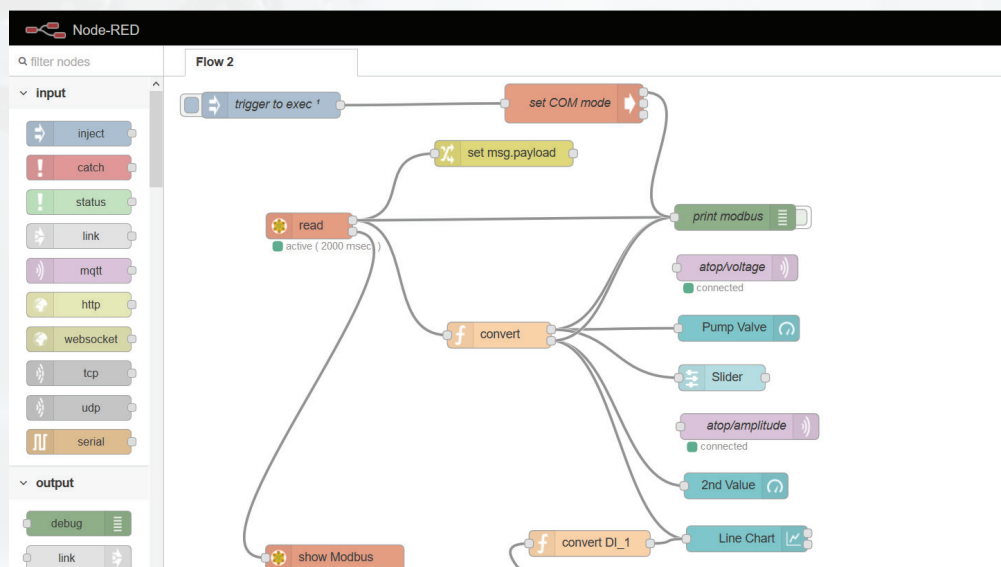 Node-RED
filter nodes
Flow 2
input
inject
catch
status
link
mqtt
http
websocket
tcp
udp
serial
output
debug
link
trigger to exec ¹
set COM mode
set msg.payload
read
active ( 2000 msec. )
print modbus
atop/voltage
connected
convert
Pump Valve
Slider
atop/amplitude
connected
2nd Value
convert DI_1
Line Chart
show Modbus